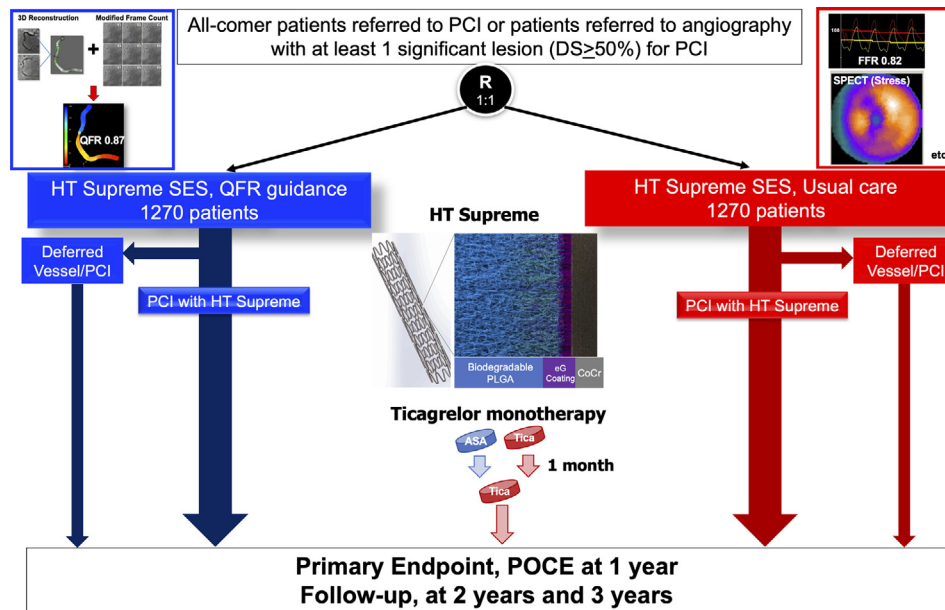 3D Reconstruction
Modified Frame Count
+
QFR 0.87
All-comer patients referred to PCI or patients referred to angiography
with at least 1 significant lesion (DS≥50%) for PCI
R
1:1
FFR 0.82
SPECT (Stress)
etc
HT Supreme SES, QFR guidance
1270 patients
HT Supreme SES, Usual care
1270 patients
Deferred
Vessel/PCI
PCI with HT Supreme
HT Supreme
Biodegradable
PLGA
eG
Coating
CoCr
Deferred
Vessel/PCI
PCI with HT Supreme
Ticagrelor monotherapy
ASA
Tica
1 month
Tica
Primary Endpoint, POCE at 1 year
Follow-up, at 2 years and 3 years